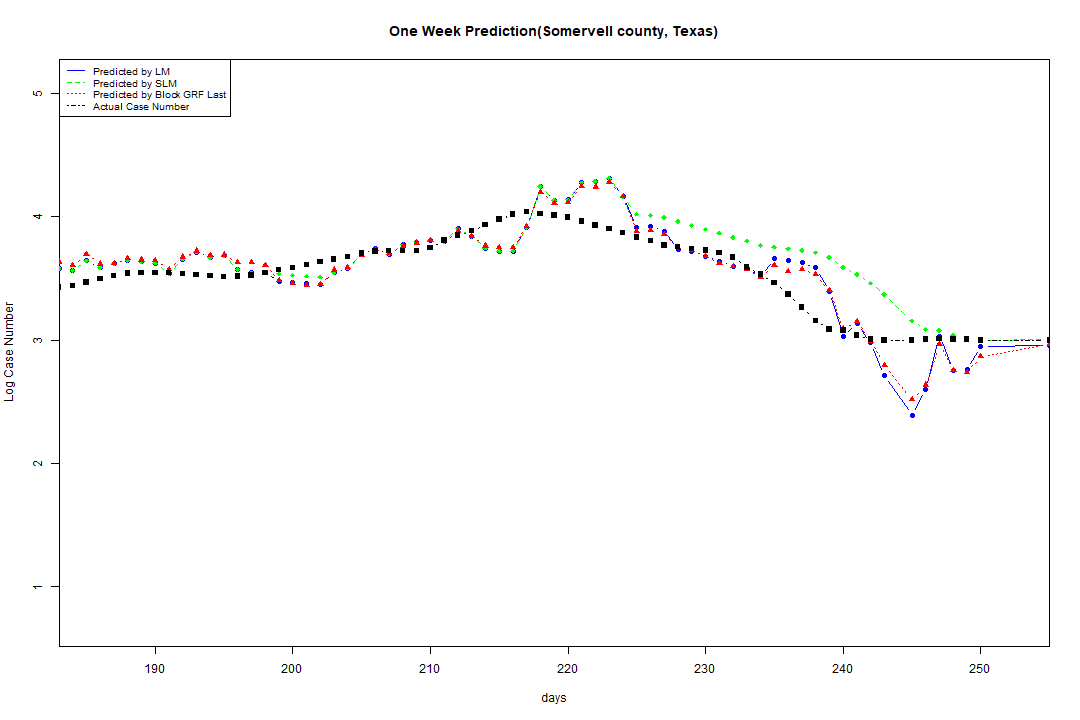 One Week Prediction(Somervell county, Texas)
Predicted by LM
Predicted by SLM
Predicted by Block GRF Last
Actual Case Number
5
4
3
2
1
Log Case Number
190 200 210 220 230 240 250
days